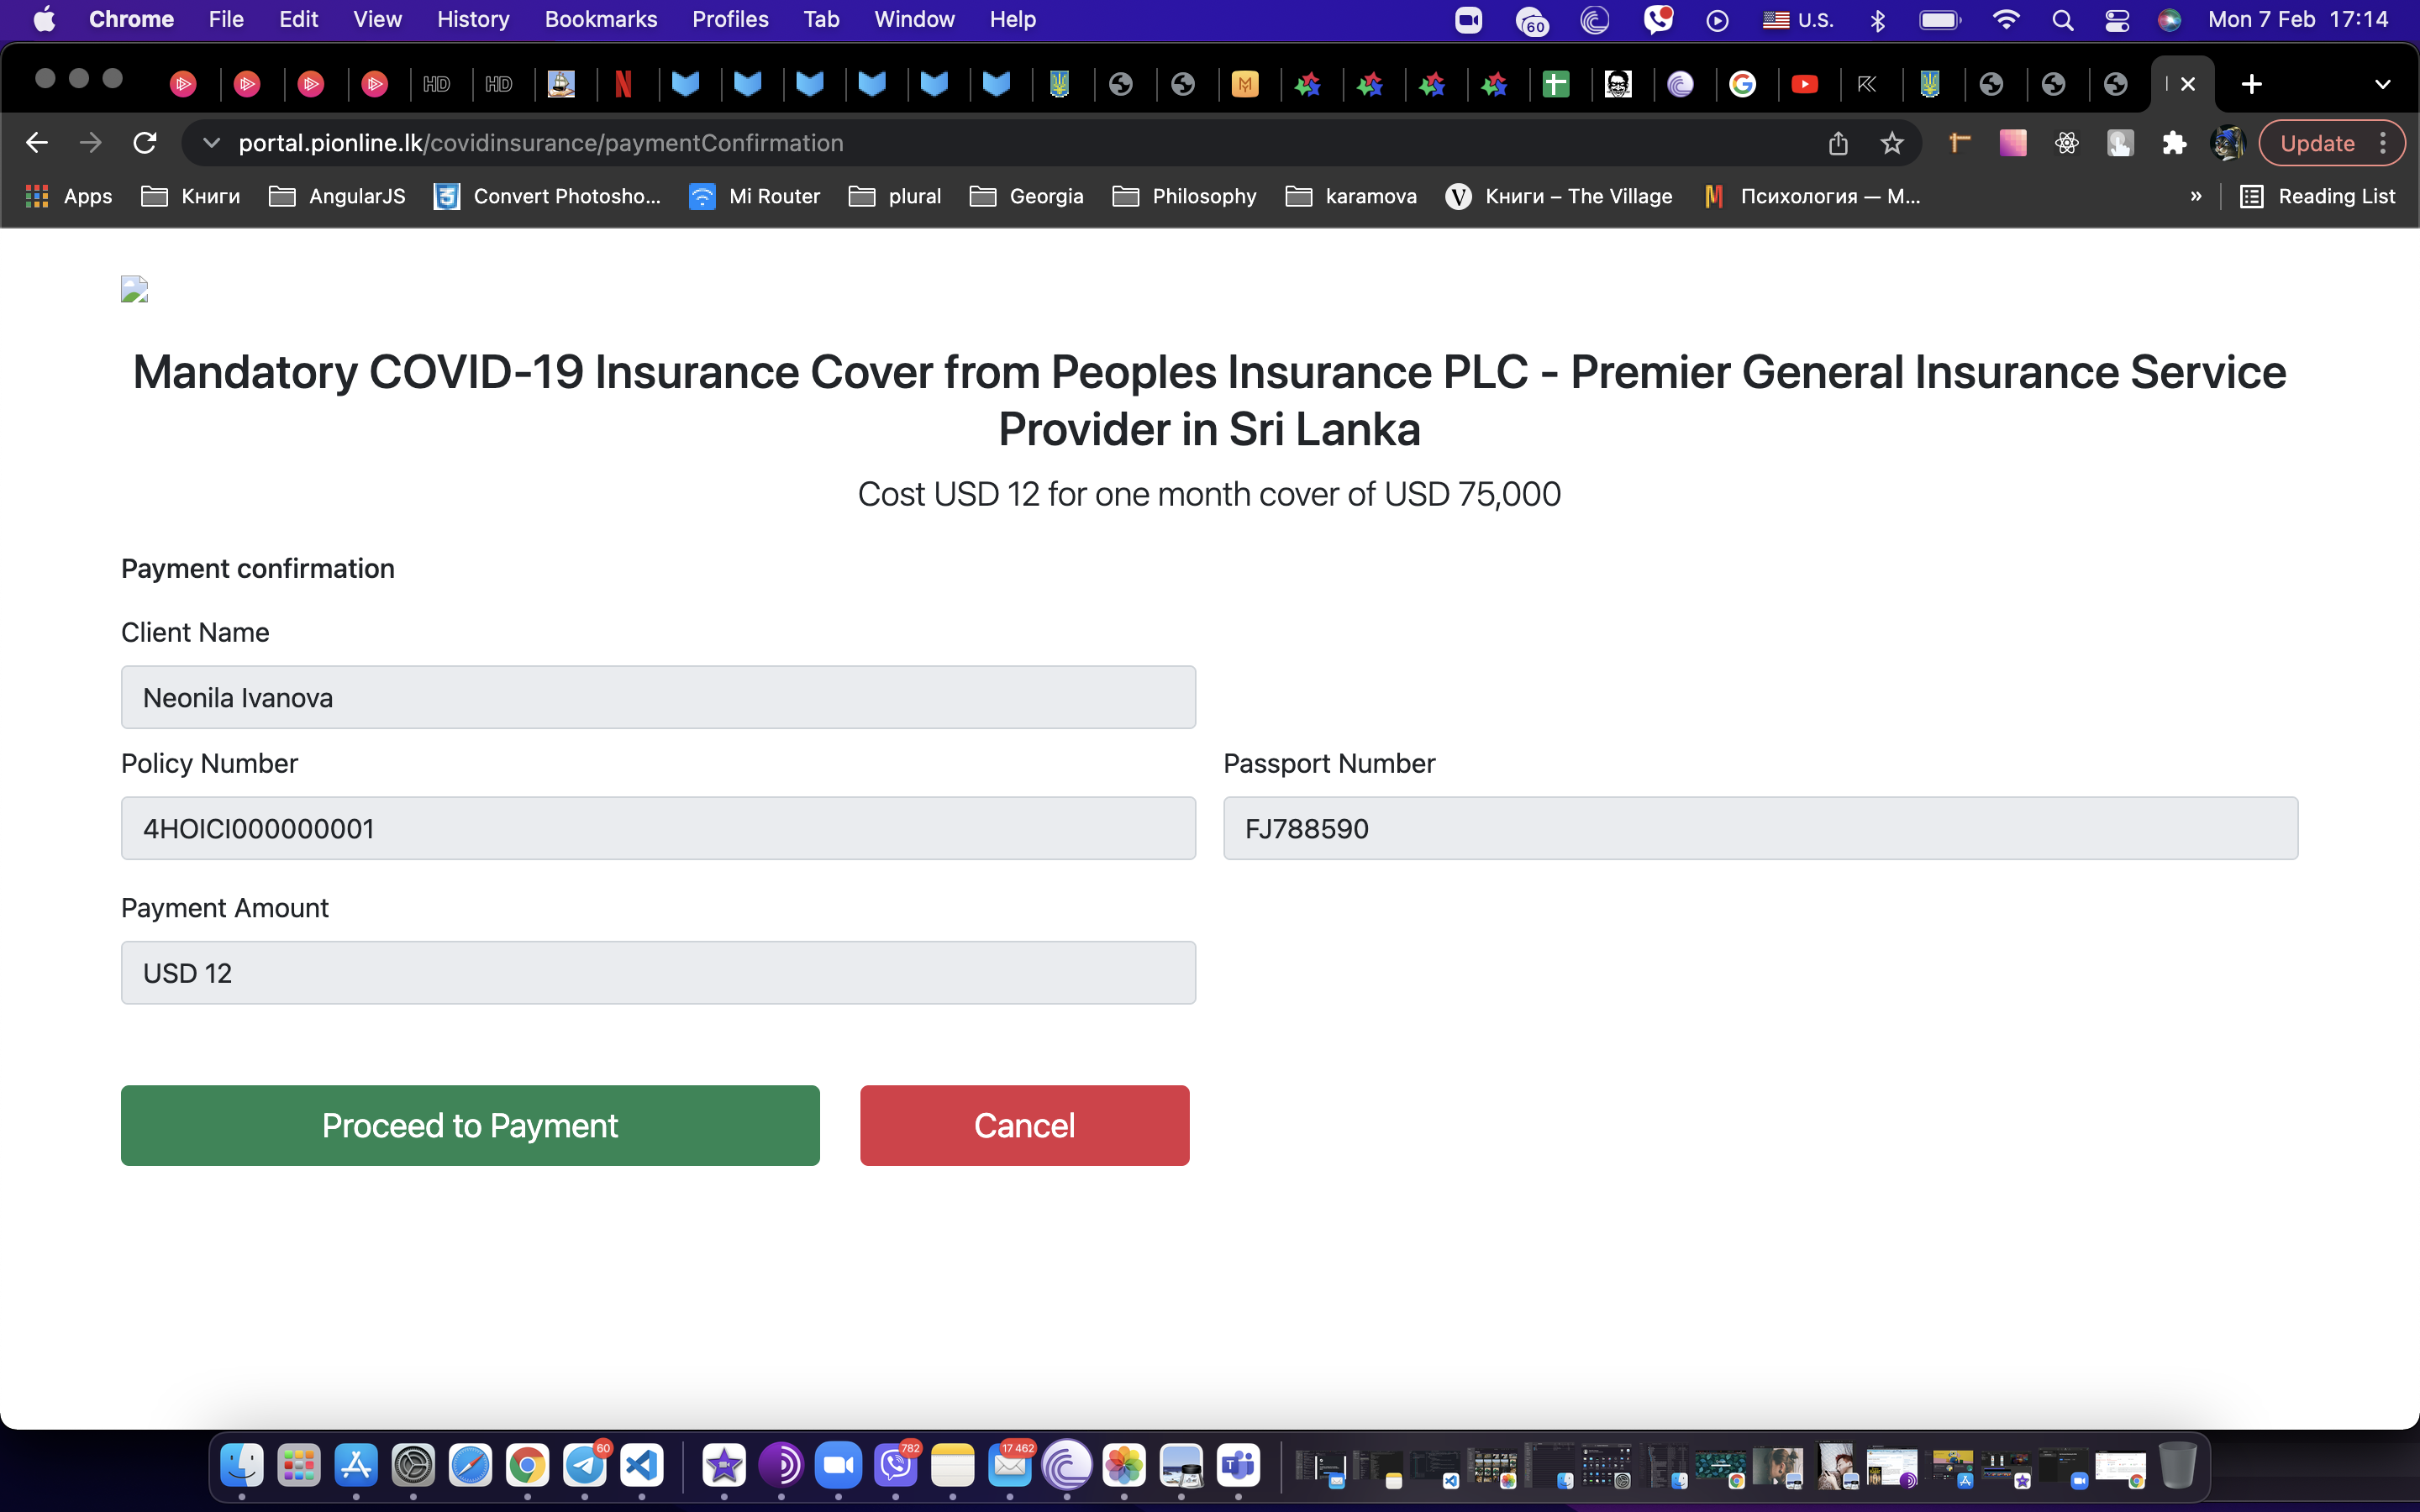 Chrome File Edit View History Bookmarks Profiles Tab Window Help 60 U.S. Mon 7 Feb 17:14
HD HD N M G
portal.pionline.lk/covidinsurance/paymentConfirmation Update
Apps Книги AngularJS Convert Photosho... Mi Router plural Georgia Philosophy karamova Книги – The Village Психология — М... » Reading List
Mandatory COVID-19 Insurance Cover from Peoples Insurance PLC - Premier General Insurance Service
Provider in Sri Lanka
Cost USD 12 for one month cover of USD 75,000
Payment confirmation
Client Name
Neonila Ivanova
Policy Number
4HOICI000000001
Passport Number
FJ788590
Payment Amount
USD 12
Proceed to Payment
Cancel
60 782 17 462